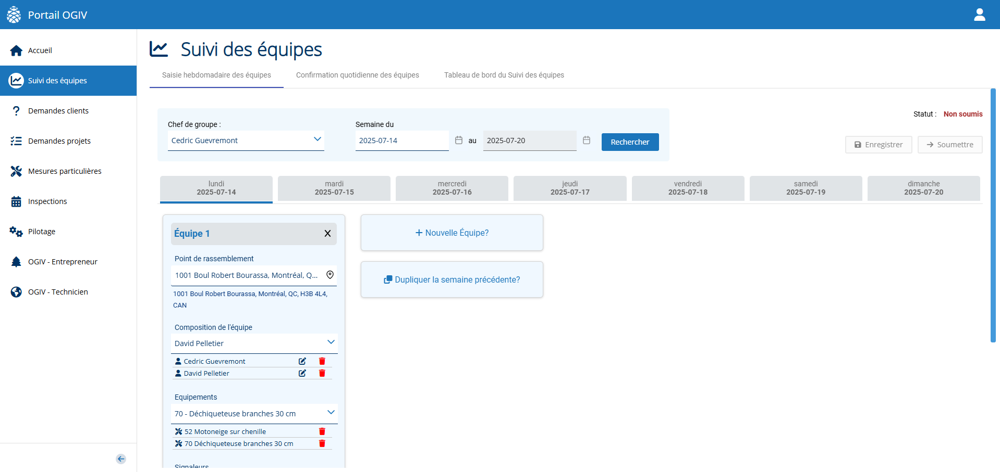 Portail OGIV
Accueil
Suivi des équipes
Demandes clients
Demandes projets
Mesures particulières
Inspections
Pilotage
OGIV - Entrepreneur
OGIV - Technicien
Suivi des équipes
Saisie hebdomadaire des équipes
Confirmation quotidienne des équipes
Tableau de bord du Suivi des équipes
Statut : Non soumis
Chef de groupe :
Cedric Guevremont
Semaine du
2025-07-14
au
2025-07-20
Rechercher
Enregistrer
Soumettre
lundi
2025-07-14
mardi
2025-07-15
mercredi
2025-07-16
jeudi
2025-07-17
vendredi
2025-07-18
samedi
2025-07-19
dimanche
2025-07-20
Équipe 1
X
Point de rassemblement
1001 Boul Robert Bourassa, Montréal, Q...
1001 Boul Robert Bourassa, Montréal, QC, H3B 4L4,
CAN
Composition de l'équipe
David Pelletier
Cedric Guevremont
David Pelletier
Equipements
70 - Déchiqueteuse branches 30 cm
52 Motoneige sur chenille
70 Déchiqueteuse branches 30 cm
Signaleurs
+ Nouvelle Équipe?
Dupliquer la semaine précédente?